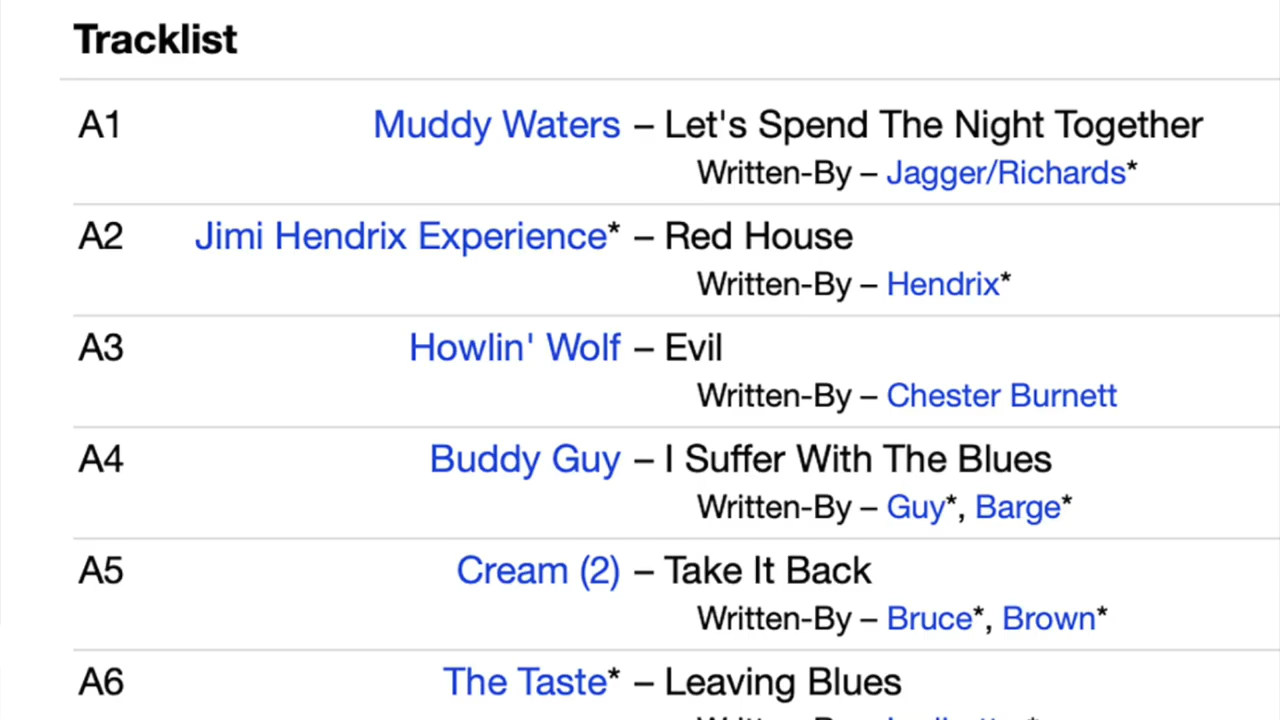 Tracklist
A1 Muddy Waters – Let's Spend The Night Together
Written-By – Jagger/Richards*
A2 Jimi Hendrix Experience* – Red House
Written-By – Hendrix*
A3 Howlin' Wolf – Evil
Written-By – Chester Burnett
A4 Buddy Guy – I Suffer With The Blues
Written-By – Guy*, Barge*
A5 Cream (2) – Take It Back
Written-By – Bruce*, Brown*
A6 The Taste* – Leaving Blues